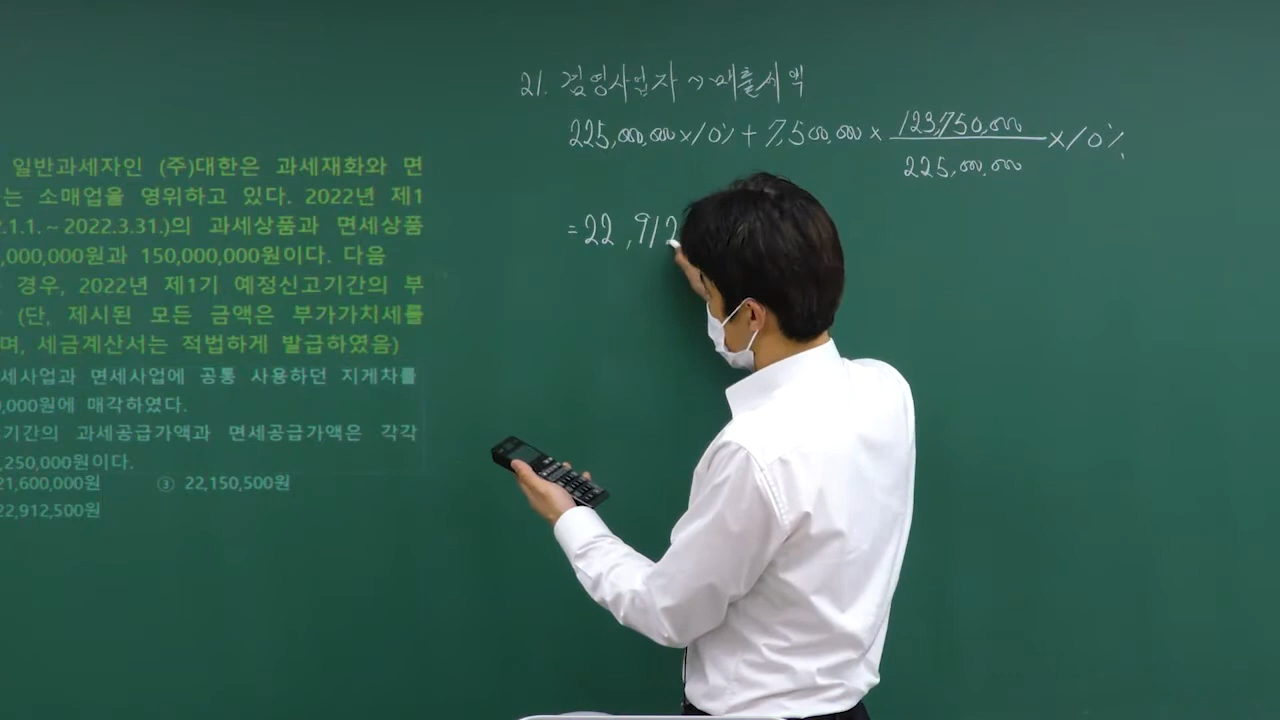 일반과세자인 (주)대한은 과세재화와 면
는 소매업을 영위하고 있다. 2022년 제1
.1.1.~2022.3.31.)의 과세상품과 면세상품
,000,000원과 150,000,000원이다. 다음
경우, 2022년 제1기 예정신고기간의 부
(단, 제시된 모든 금액은 부가가치세를
며, 세금계산서는 적법하게 발급하였음)
세사업과 면세사업에 공통 사용하던 지게차를
0,000원에 매각하였다.
기간의 과세공급가액과 면세공급가액은 각각
,250,000원이다.
21,600,000원 ③ 22,150,500원
22,912,500원
21. 겸영사업자 → 매출세액
225,000,000 × 10% + 7,500,000 × 123,750,000 / 225,000,000 × 10%
= 22,912